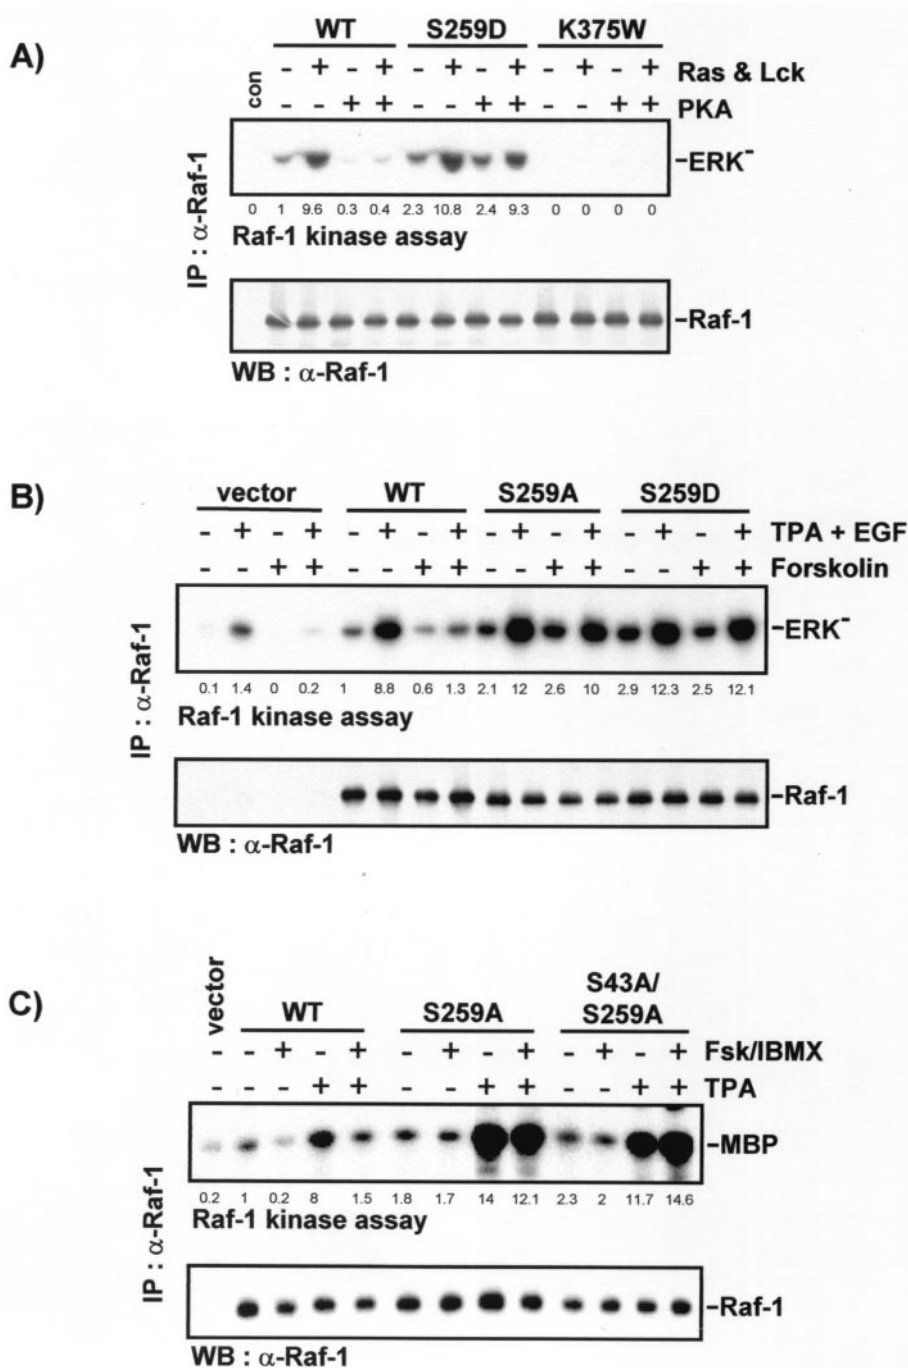 A)
WT S259D K375W
con - + - + - + - + - + - + Ras & Lck
- - + + - - + + - - + + PKA
IP : α-Raf-1
-ERK⁻
0 1 9.6 0.3 0.4 2.3 10.8 2.4 9.3 0 0 0 0
Raf-1 kinase assay
-Raf-1
WB : α-Raf-1
B)
vector WT S259A S259D
- + - + - + - + - + - + - + - + TPA + EGF
- - + + - - + + - - + + - - + + Forskolin
IP : α-Raf-1
-ERK⁻
0.1 1.4 0 0.2 1 8.8 0.6 1.3 2.1 12 2.6 10 2.9 12.3 2.5 12.1
Raf-1 kinase assay
-Raf-1
WB : α-Raf-1
C)
vector WT S259A S43A/
S259A
- - + - + - + - + - + - + Fsk/IBMX
- - - + + - - + + - - + + TPA
IP : α-Raf-1
-MBP
0.2 1 0.2 8 1.5 1.8 1.7 14 12.1 2.3 2 11.7 14.6
Raf-1 kinase assay
-Raf-1
WB : α-Raf-1